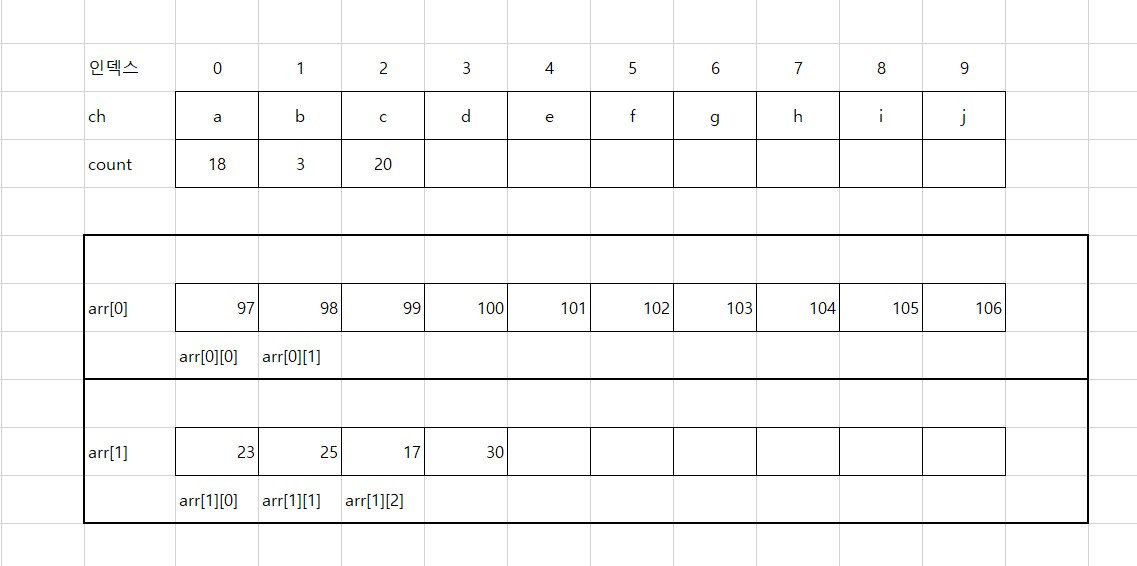 인덱스 0 1 2 3 4 5 6 7 8 9
ch a b c d e f g h i j
count 18 3 20
arr[0] 97 98 99 100 101 102 103 104 105 106
arr[0][0] arr[0][1]
arr[1] 23 25 17 30
arr[1][0] arr[1][1] arr[1][2]